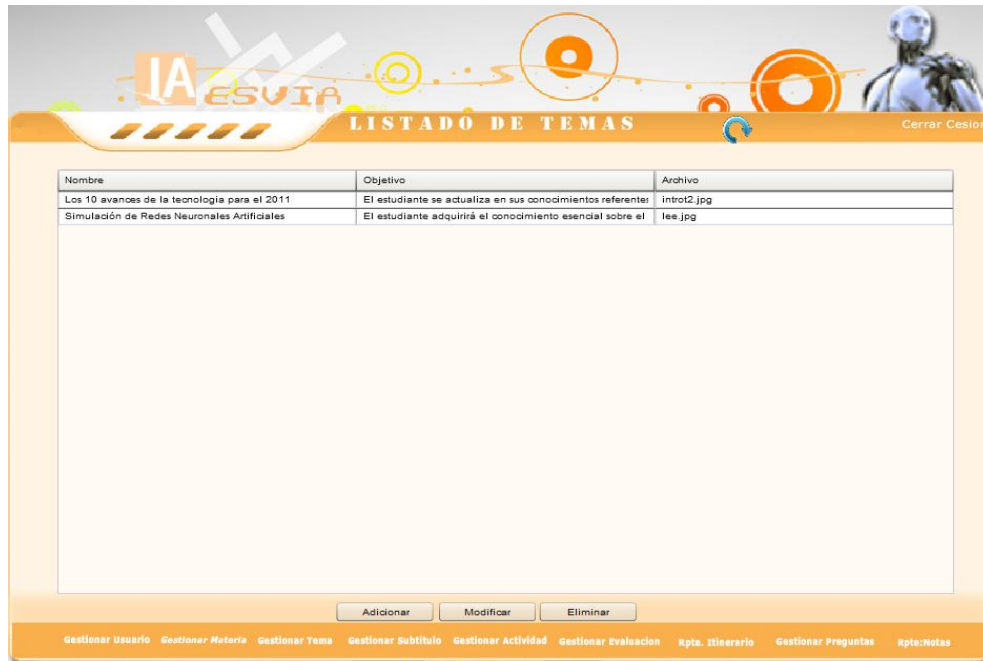 IA ESVIA
LISTADO DE TEMAS
Cerrar Cesion
Nombre Objetivo Archivo
Los 10 avances de la tecnologia para el 2011 El estudiante se actualiza en sus conocimientos referentes introt2.jpg
Simulación de Redes Neuronales Artificiales El estudiante adquirirá el conocimiento esencial sobre el lee.jpg
Adicionar Modificar Eliminar
Gestionar Usuario Gestionar Materia Gestionar Tema Gestionar Subtitulo Gestionar Actividad Gestionar Evaluacion Rpte. Itinerario Gestionar Preguntas Rpte:Notas